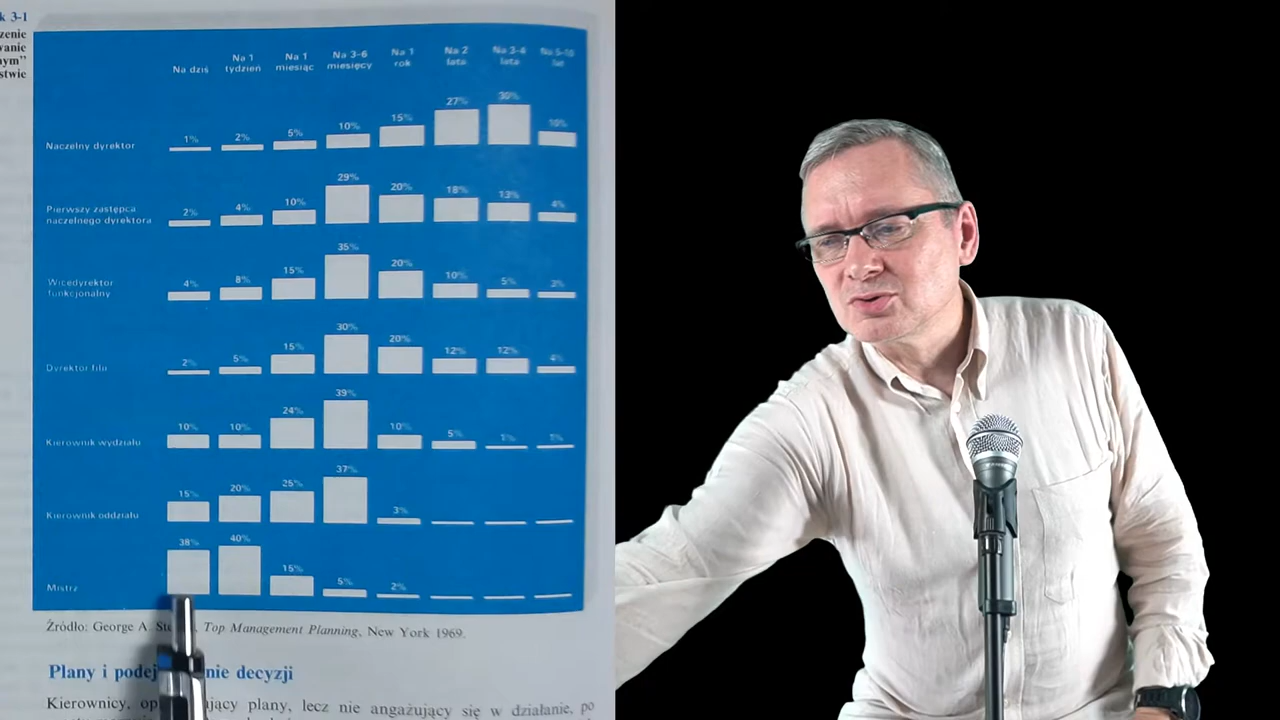 k 3-1
zenie
wanie
nym”
stwie
Na dziś
Na 1 tydzień
Na 1 miesiąc
Na 3-6 miesięcy
Na 1 rok
Na 2 lata
Na 3-4 lata
Na 5-10 lat
Naczelny dyrektor
1% 2% 5% 10% 15% 27% 30% 10%
Pierwszy zastępca
naczelnego dyrektora
2% 4% 10% 29% 20% 18% 13% 4%
Wicedyrektor
funkcjonalny
4% 8% 15% 35% 20% 10% 5% 3%
Dyrektor filii
2% 5% 15% 30% 20% 12% 12% 4%
Kierownik wydziału
10% 10% 24% 39% 10% 5% 1% 1%
Kierownik oddziału
15% 20% 25% 37% 3%
Mistrz
38% 40% 15% 5% 2%
Źródło: George A. Top Management Planning, New York 1969.
Plany i podej nie decyzji
Kierownicy, op ający plany, lecz nie angażujący się w działanie, po